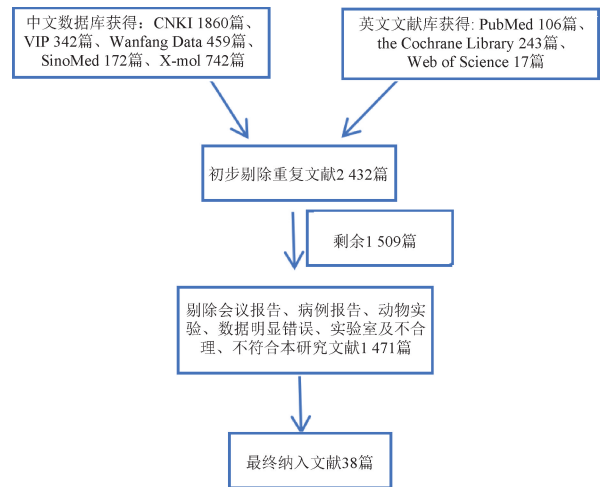 中文数据库获得：CNKI 1860篇、
VIP 342篇、Wanfang Data 459篇、
SinoMed 172篇、X-mol 742篇
英文文献库获得: PubMed 106篇、
the Cochrane Library 243篇、
Web of Science 17篇
初步剔除重复文献2 432篇
剩余1 509篇
剔除会议报告、病例报告、动物实
验、数据明显错误、实验室及不合
理、不符合本研究文献1 471篇
最终纳入文献38篇